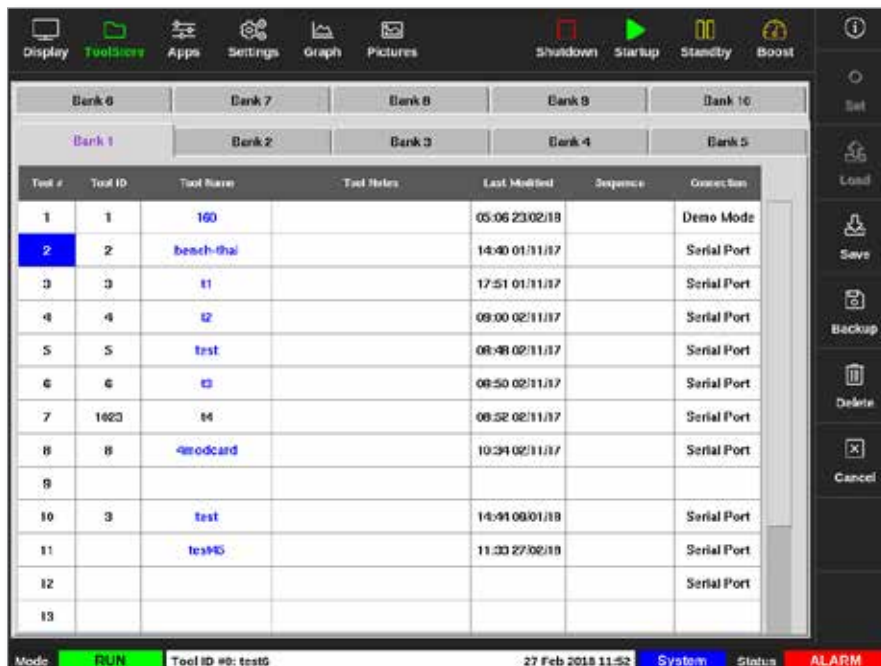 Display ToolStore Apps Settings Graph Pictures Shutdown Startup Standby Boost
Bank 6 Bank 7 Bank 8 Bank 9 Bank 10
Set
Bank 1 Bank 2 Bank 3 Bank 4 Bank 5
Tool # Tool ID Tool Name Tool Notes Last Modified Sequence Connection
Load
1 1 160 05:06 23/02/18 Demo Mode
2 2 bench-thai 14:40 01/11/17 Serial Port
Save
3 3 t1 17:51 01/11/17 Serial Port
4 4 t2 08:00 02/11/17 Serial Port
Backup
5 5 test 08:48 02/11/17 Serial Port
6 6 t3 08:50 02/11/17 Serial Port
Delete
7 1623 t4 08:52 02/11/17 Serial Port
8 8 4modcard 10:34 02/11/17 Serial Port
Cancel
9
10 3 test 14:44 Serial Port
11 test45 11:33 27/02/18 Serial Port
12 Serial Port
13
Mode RUN Tool ID #0: test6 27 Feb 2018 11:52 System Status ALARM